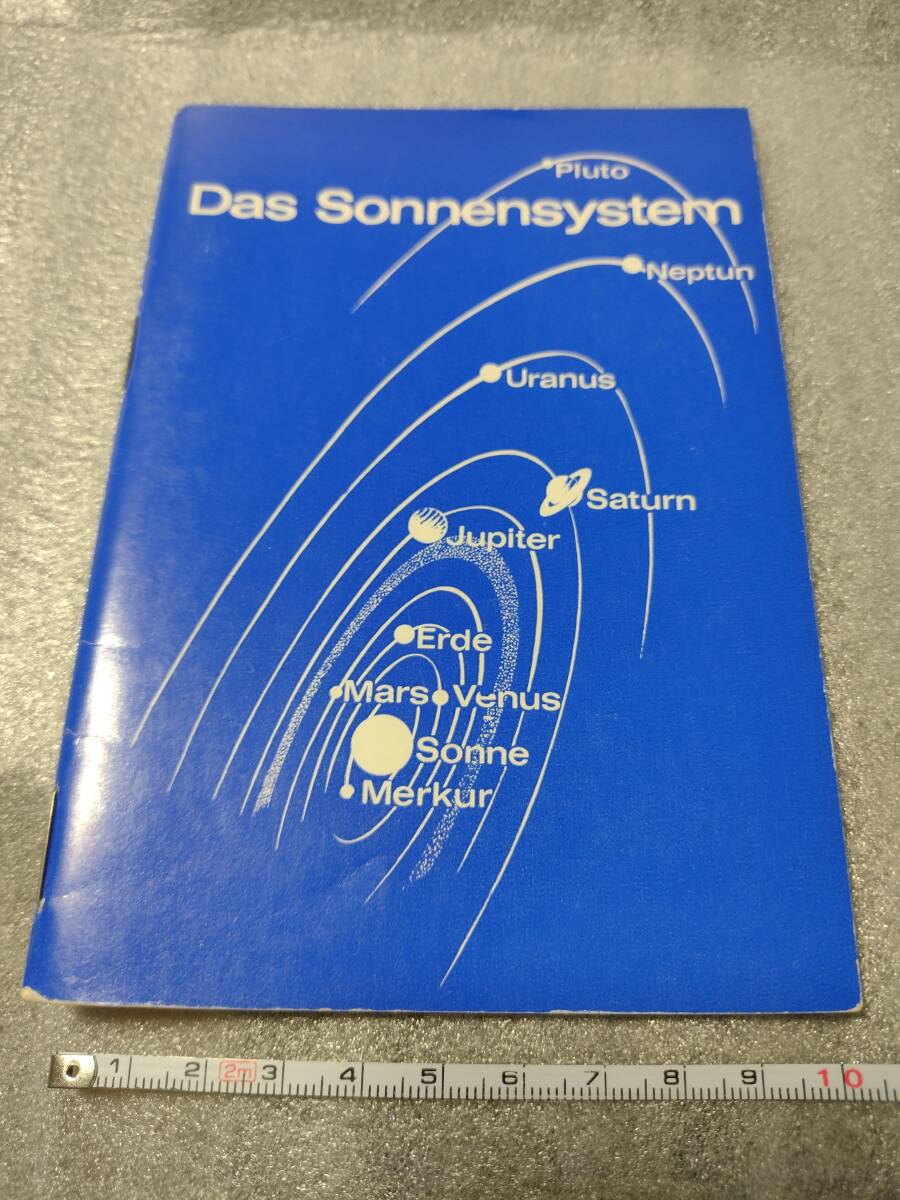 Pluto
Das Sonnensystem
Neptun
Uranus
Saturn
Jupiter
Erde
Mars Venus
Sonne
Merkur
1 2 2m 3 4 5 6 7 8 9 10